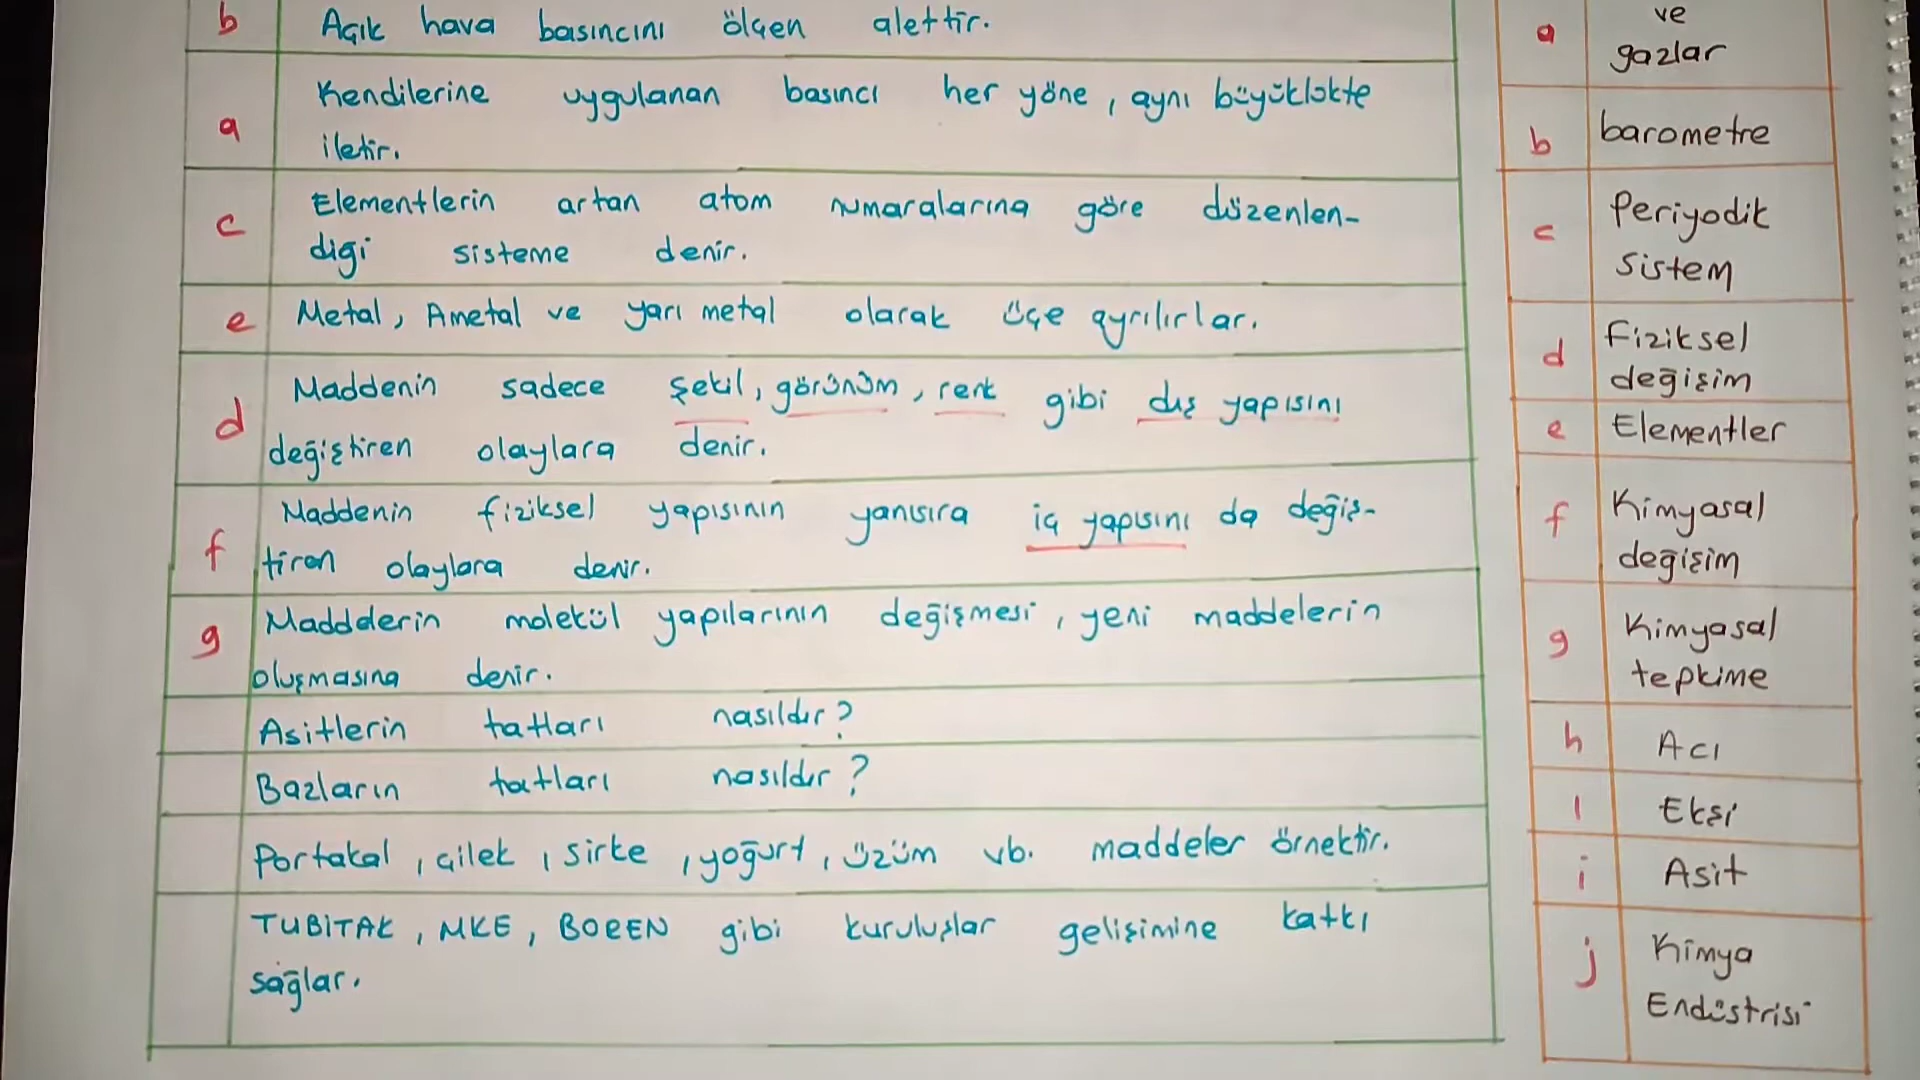 b Açık hava basıncını ölçen alettir.
a Kendilerine uygulanan basıncı her yöne, aynı büyüklükte
iletir.
c Elementlerin artan atom numaralarına göre düzenlen-
diği sisteme denir.
e Metal, Ametal ve yarı metal olarak üçe ayrılırlar.
d Maddenin sadece şekil, görünüm, renk gibi dış yapısını
değiştiren olaylara denir.
f Maddenin fiziksel yapısının yanısıra iç yapısını da değiş-
tiren olaylara denir.
g Madddlerin molekül yapılarının değişmesi, yeni maddelerin
oluşmasına denir.
Asitlerin tatları nasıldır?
Bazların tatları nasıldır?
Portakal, çilek, sirke, yoğurt, üzüm vb. maddeler örnektir.
TUBİTAK, MKE, BOREN gibi kuruluşlar gelişimine katkı
sağlar.
a ve
gazlar
b barometre
c Periyodik
Sistem
d Fiziksel
değişim
e Elementler
f Kimyasal
değişim
g Kimyasal
tepkime
h Acı
ı Ekşi
i Asit
j Kimya
Endüstrisi